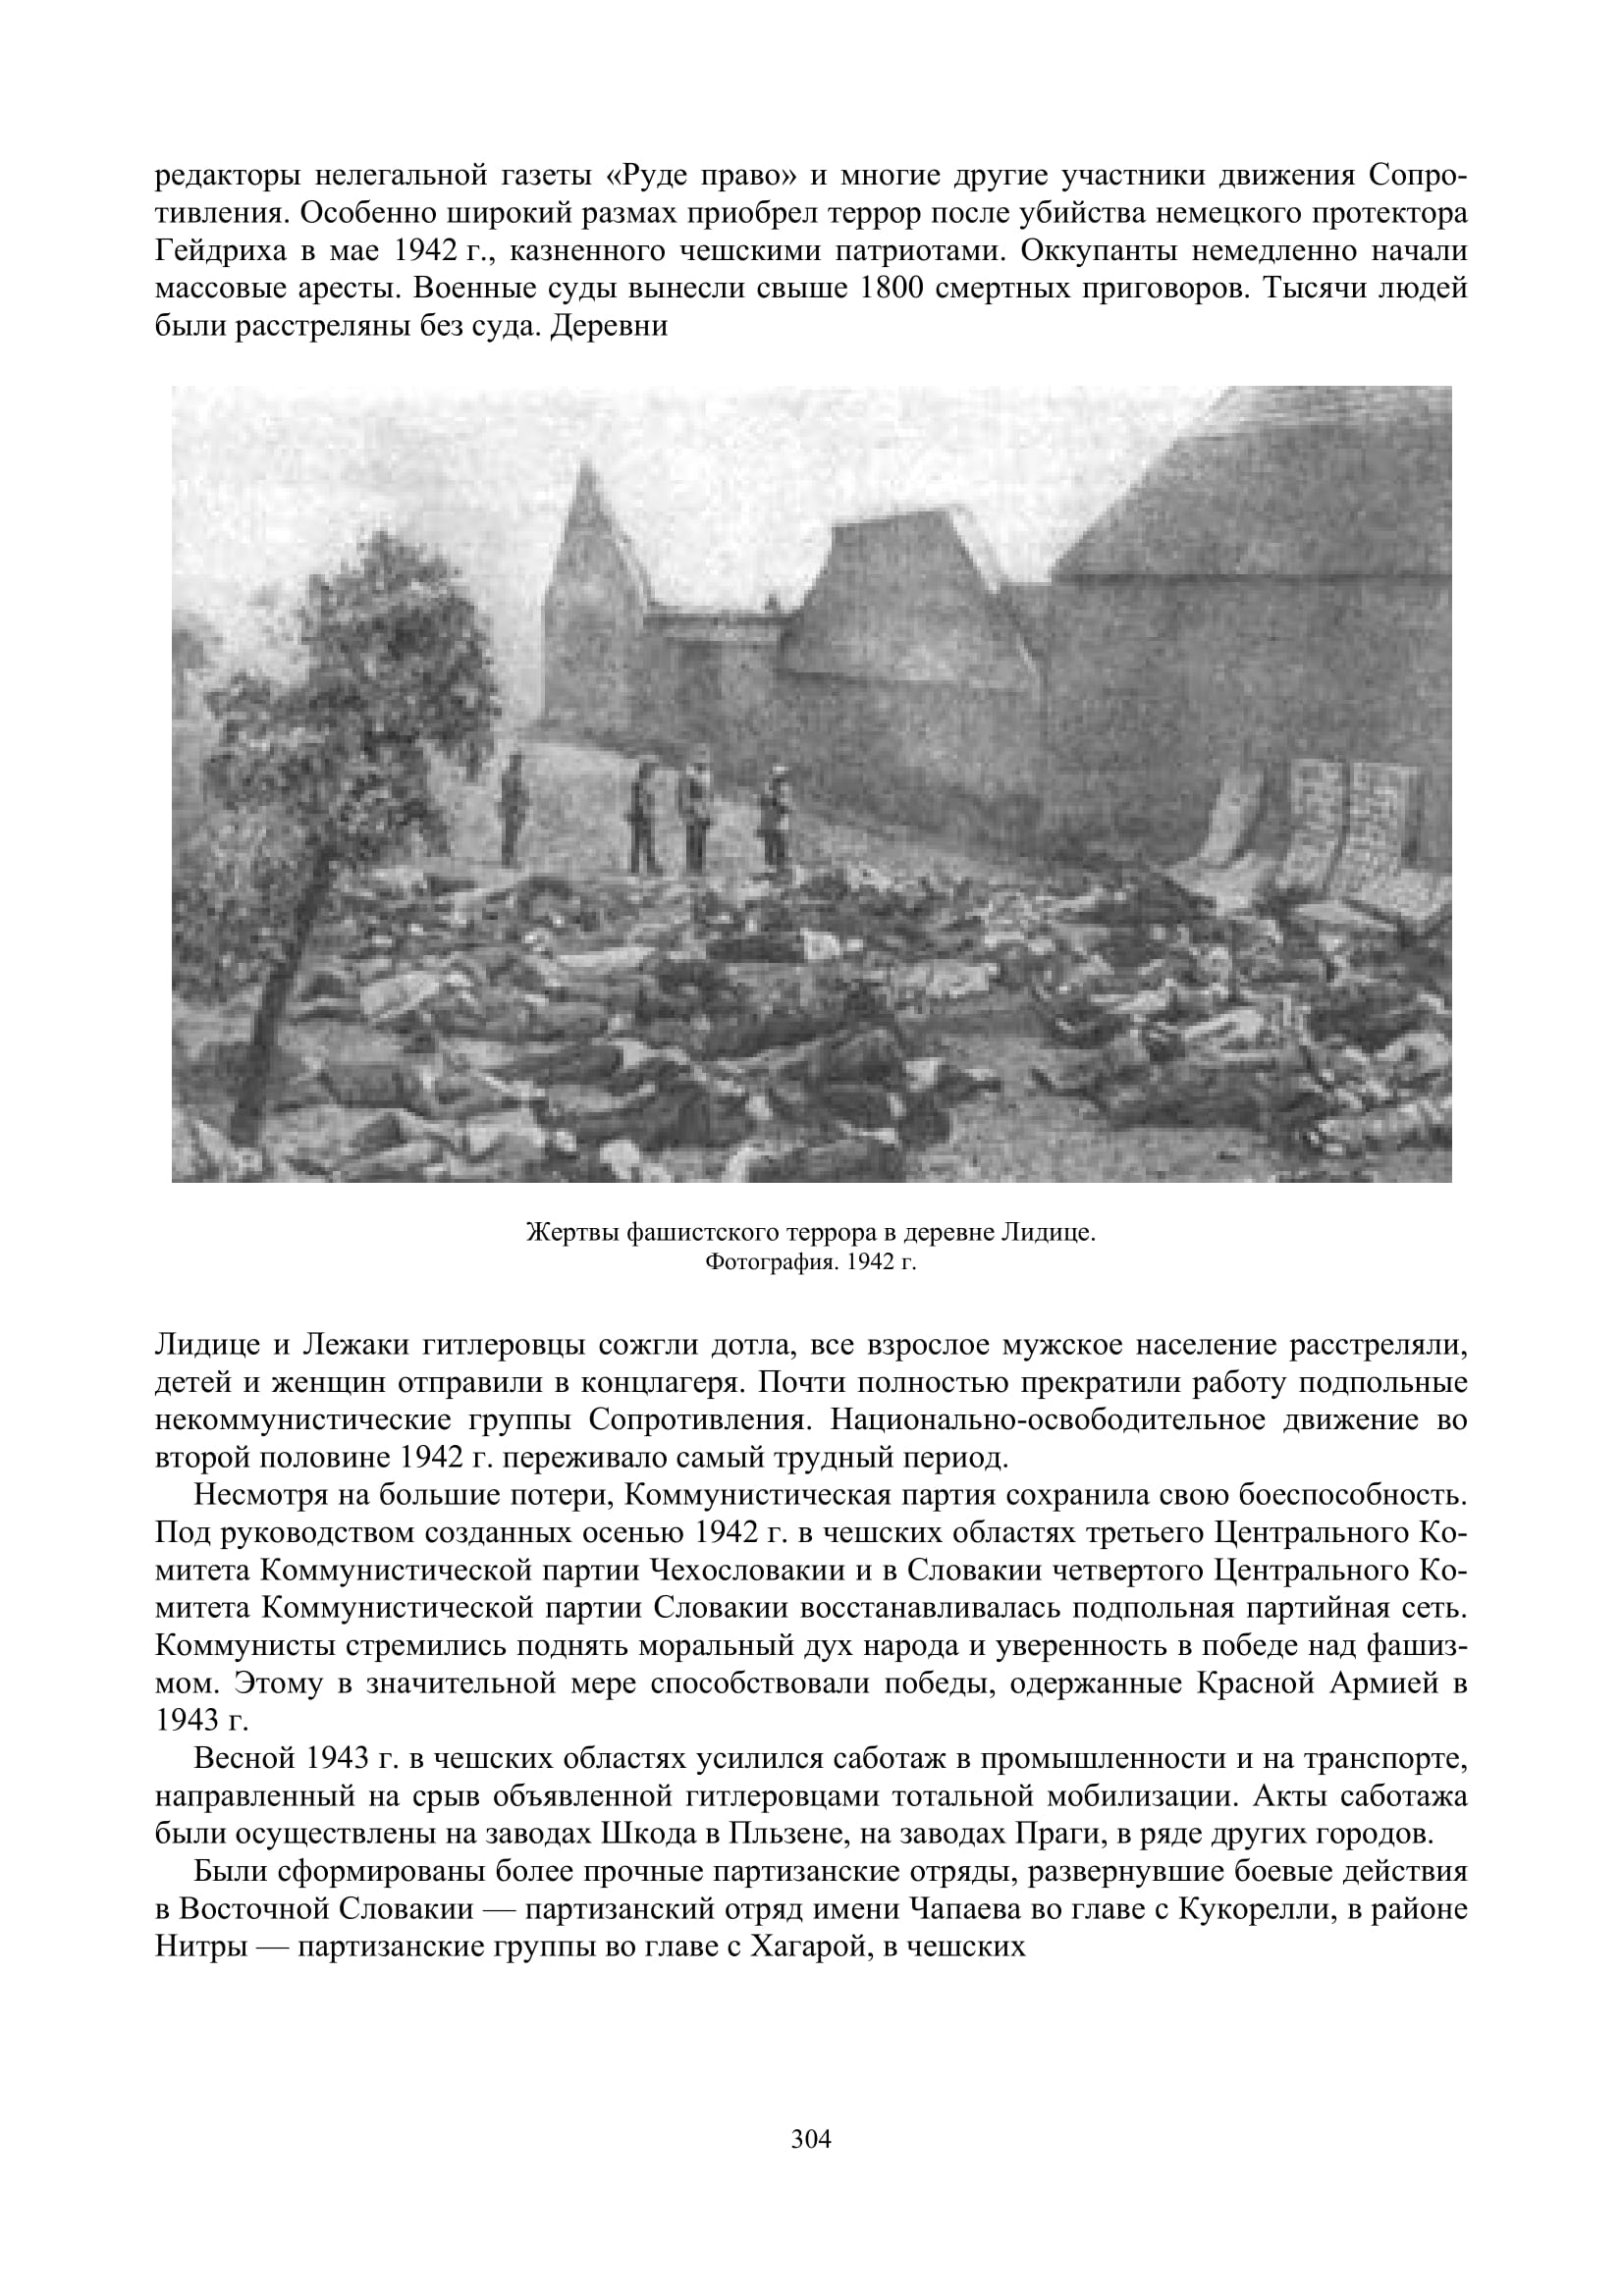 редакторы нелегальной газеты «Руде право» и многие другие участники движения Сопро-
тивления. Особенно широкий размах приобрел террор после убийства немецкого протектора
Гейдриха в мае 1942 г., казненного чешскими патриотами. Оккупанты немедленно начали
массовые аресты. Военные суды вынесли свыше 1800 смертных приговоров. Тысячи людей
были расстреляны без суда. Деревни
Жертвы фашистского террора в деревне Лидице.
Фотография. 1942 г.
Лидице и Лежаки гитлеровцы сожгли дотла, все взрослое мужское население расстреляли,
детей и женщин отправили в концлагеря. Почти полностью прекратили работу подпольные
некоммунистические группы Сопротивления. Национально-освободительное движение во
второй половине 1942 г. переживало самый трудный период.
Несмотря на большие потери, Коммунистическая партия сохранила свою боеспособность.
Под руководством созданных осенью 1942 г. в чешских областях третьего Центрального Ко-
митета Коммунистической партии Чехословакии и в Словакии четвертого Центрального Ко-
митета Коммунистической партии Словакии восстанавливалась подпольная партийная сеть.
Коммунисты стремились поднять моральный дух народа и уверенность в победе над фашиз-
мом. Этому в значительной мере способствовали победы, одержанные Красной Армией в
1943 г.
Весной 1943 г. в чешских областях усилился саботаж в промышленности и на транспорте,
направленный на срыв объявленной гитлеровцами тотальной мобилизации. Акты саботажа
были осуществлены на заводах Шкода в Пльзене, на заводах Праги, в ряде других городов.
Были сформированы более прочные партизанские отряды, развернувшие боевые действия
в Восточной Словакии — партизанский отряд имени Чапаева во главе с Кукорелли, в районе
Нитры — партизанские группы во главе с Хагарой, в чешских
304